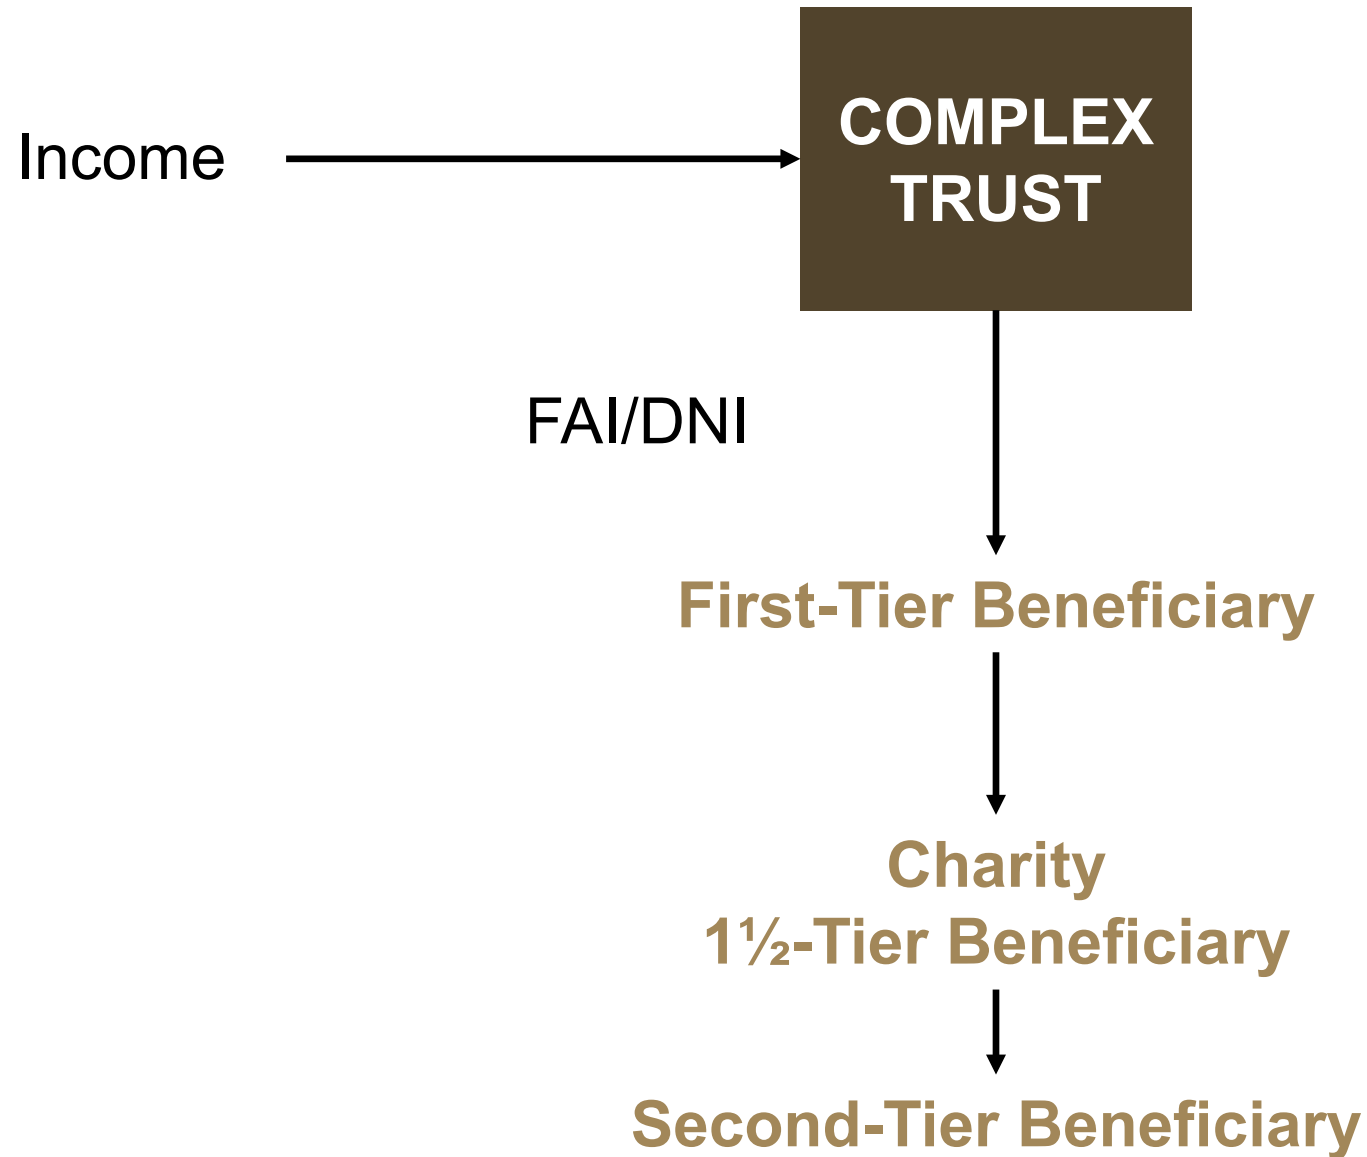 COMPLEX
TRUST
Income
FAI/DNI
First-Tier Beneficiary
Charity
1½-Tier Beneficiary
Second-Tier Beneficiary